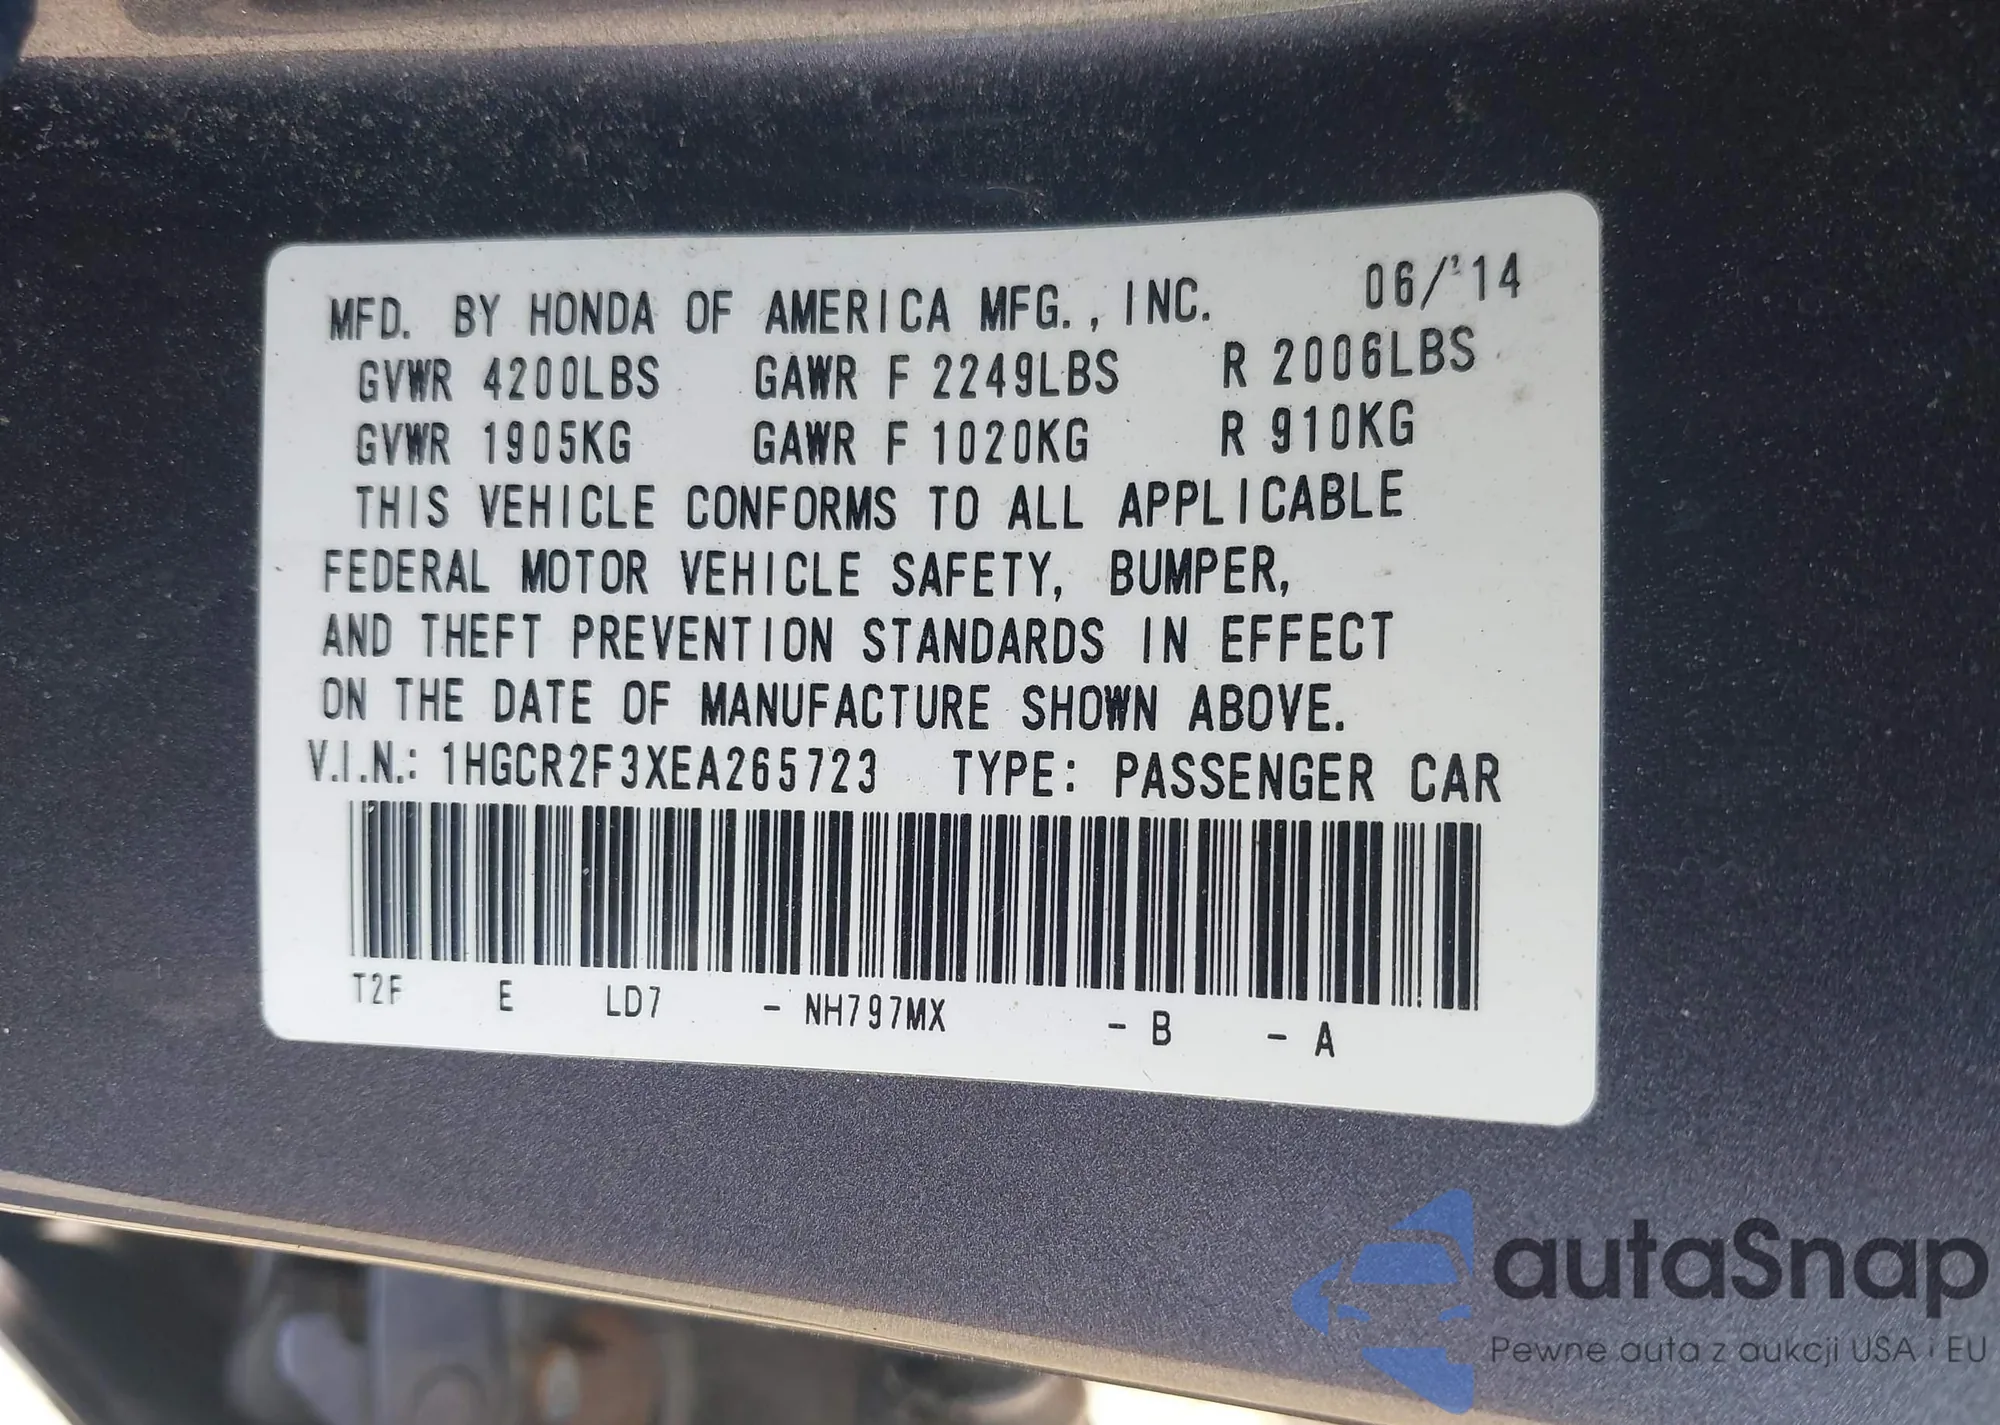 MFD. BY HONDA OF AMERICA MFG., INC. 06/'14
GVWR 4200LBS GAWR F 2249LBS R 2006LBS
GVWR 1905KG GAWR F 1020KG R 910KG
THIS VEHICLE CONFORMS TO ALL APPLICABLE
FEDERAL MOTOR VEHICLE SAFETY, BUMPER,
AND THEFT PREVENTION STANDARDS IN EFFECT
ON THE DATE OF MANUFACTURE SHOWN ABOVE.
V.I.N.: 1HGCR2F3XEA265723 TYPE: PASSENGER CAR
T2F E LD7 - NH797MX - B - A
autaSnap
Pewne auta z aukcji USA i EU